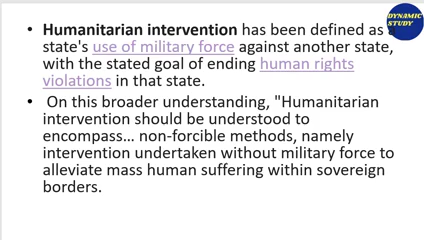 DYNAMIC
STUDY
• Humanitarian intervention has been defined as a
state's use of military force against another state,
with the stated goal of ending human rights
violations in that state.
• On this broader understanding, "Humanitarian
intervention should be understood to
encompass… non-forcible methods, namely
intervention undertaken without military force to
alleviate mass human suffering within sovereign
borders.